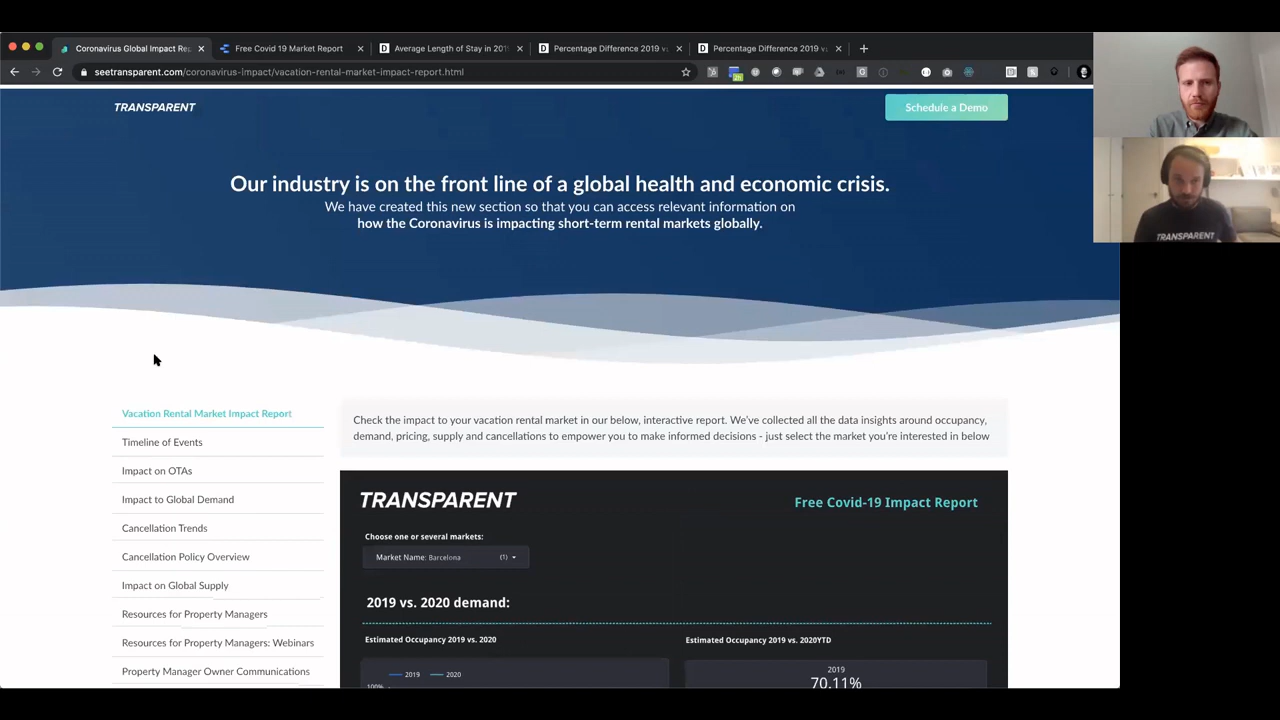 Coronavirus Global Impact Rep
Free Covid 19 Market Report
Average Length of Stay in 201
Percentage Difference 2019 v
Percentage Difference 2019 v
seetransparent.com/coronavirus-impact/vacation-rental-market-impact-report.html
TRANSPARENT
Schedule a Demo
Our industry is on the front line of a global health and economic crisis.
We have created this new section so that you can access relevant information on
how the Coronavirus is impacting short-term rental markets globally.
TRANSPARENT
Vacation Rental Market Impact Report
Timeline of Events
Impact on OTAs
Impact to Global Demand
Cancellation Trends
Cancellation Policy Overview
Impact on Global Supply
Resources for Property Managers
Resources for Property Managers: Webinars
Property Manager Owner Communications
Check the impact to your vacation rental market in our below, interactive report. We've collected all the data insights around occupancy,
demand, pricing, supply and cancellations to empower you to make informed decisions - just select the market you're interested in below
TRANSPARENT
Free Covid-19 Impact Report
Choose one or several markets:
Market Name: Barcelona (1)
2019 vs. 2020 demand:
Estimated Occupancy 2019 vs. 2020
Estimated Occupancy 2019 vs. 2020YTD
2019 2020
100%
2019
70,11%